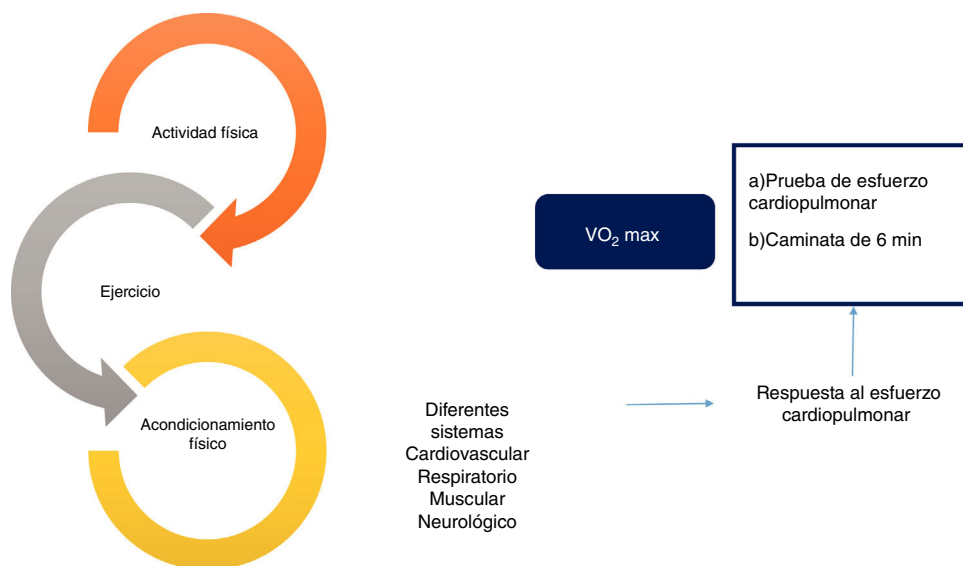 Actividad física
Ejercicio
Acondicionamiento
físico
Diferentes
sistemas
Cardiovascular
Respiratorio
Muscular
Neurológico
VO₂ max
a)Prueba de esfuerzo
cardiopulmonar
b)Caminata de 6 min
Respuesta al esfuerzo
cardiopulmonar